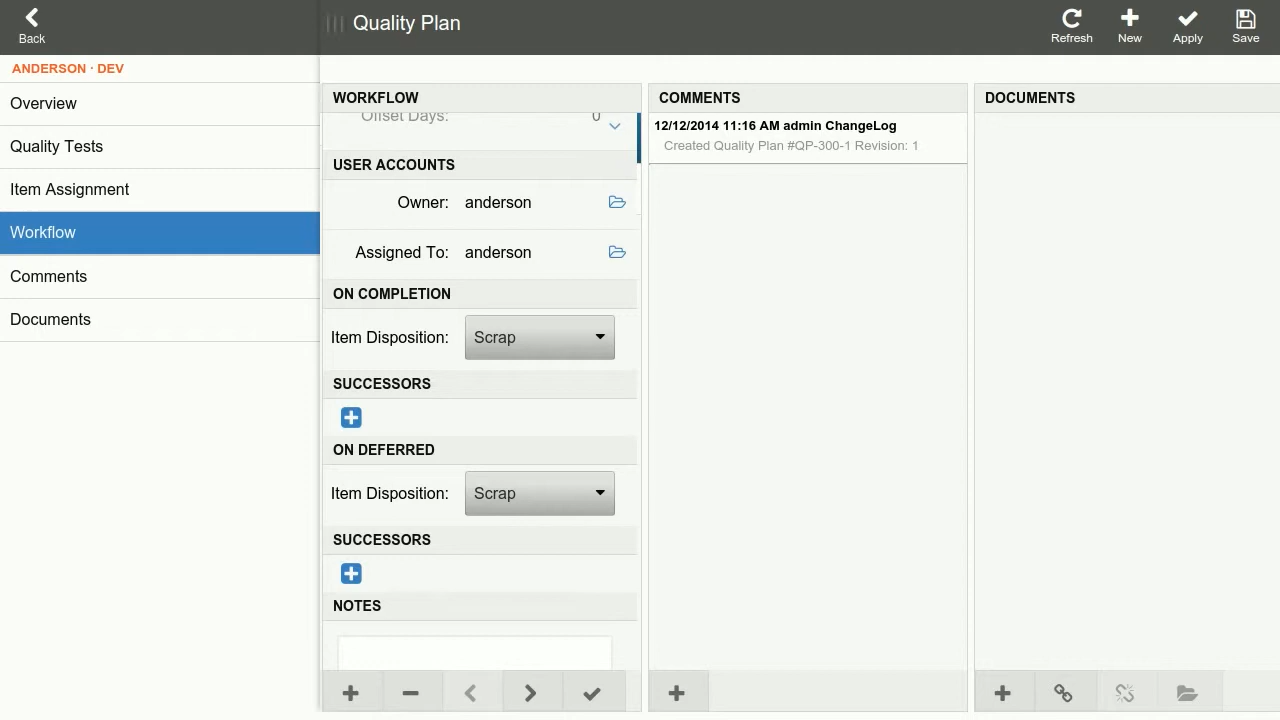 Back
Quality Plan
Refresh
New
Apply
Save
ANDERSON · DEV
Overview
Quality Tests
Item Assignment
Workflow
Comments
Documents
WORKFLOW
Offset Days: 0
USER ACCOUNTS
Owner: anderson
Assigned To: anderson
ON COMPLETION
Item Disposition: Scrap
SUCCESSORS
ON DEFERRED
Item Disposition: Scrap
SUCCESSORS
NOTES
COMMENTS
12/12/2014 11:16 AM admin ChangeLog
Created Quality Plan #QP-300-1 Revision: 1
DOCUMENTS